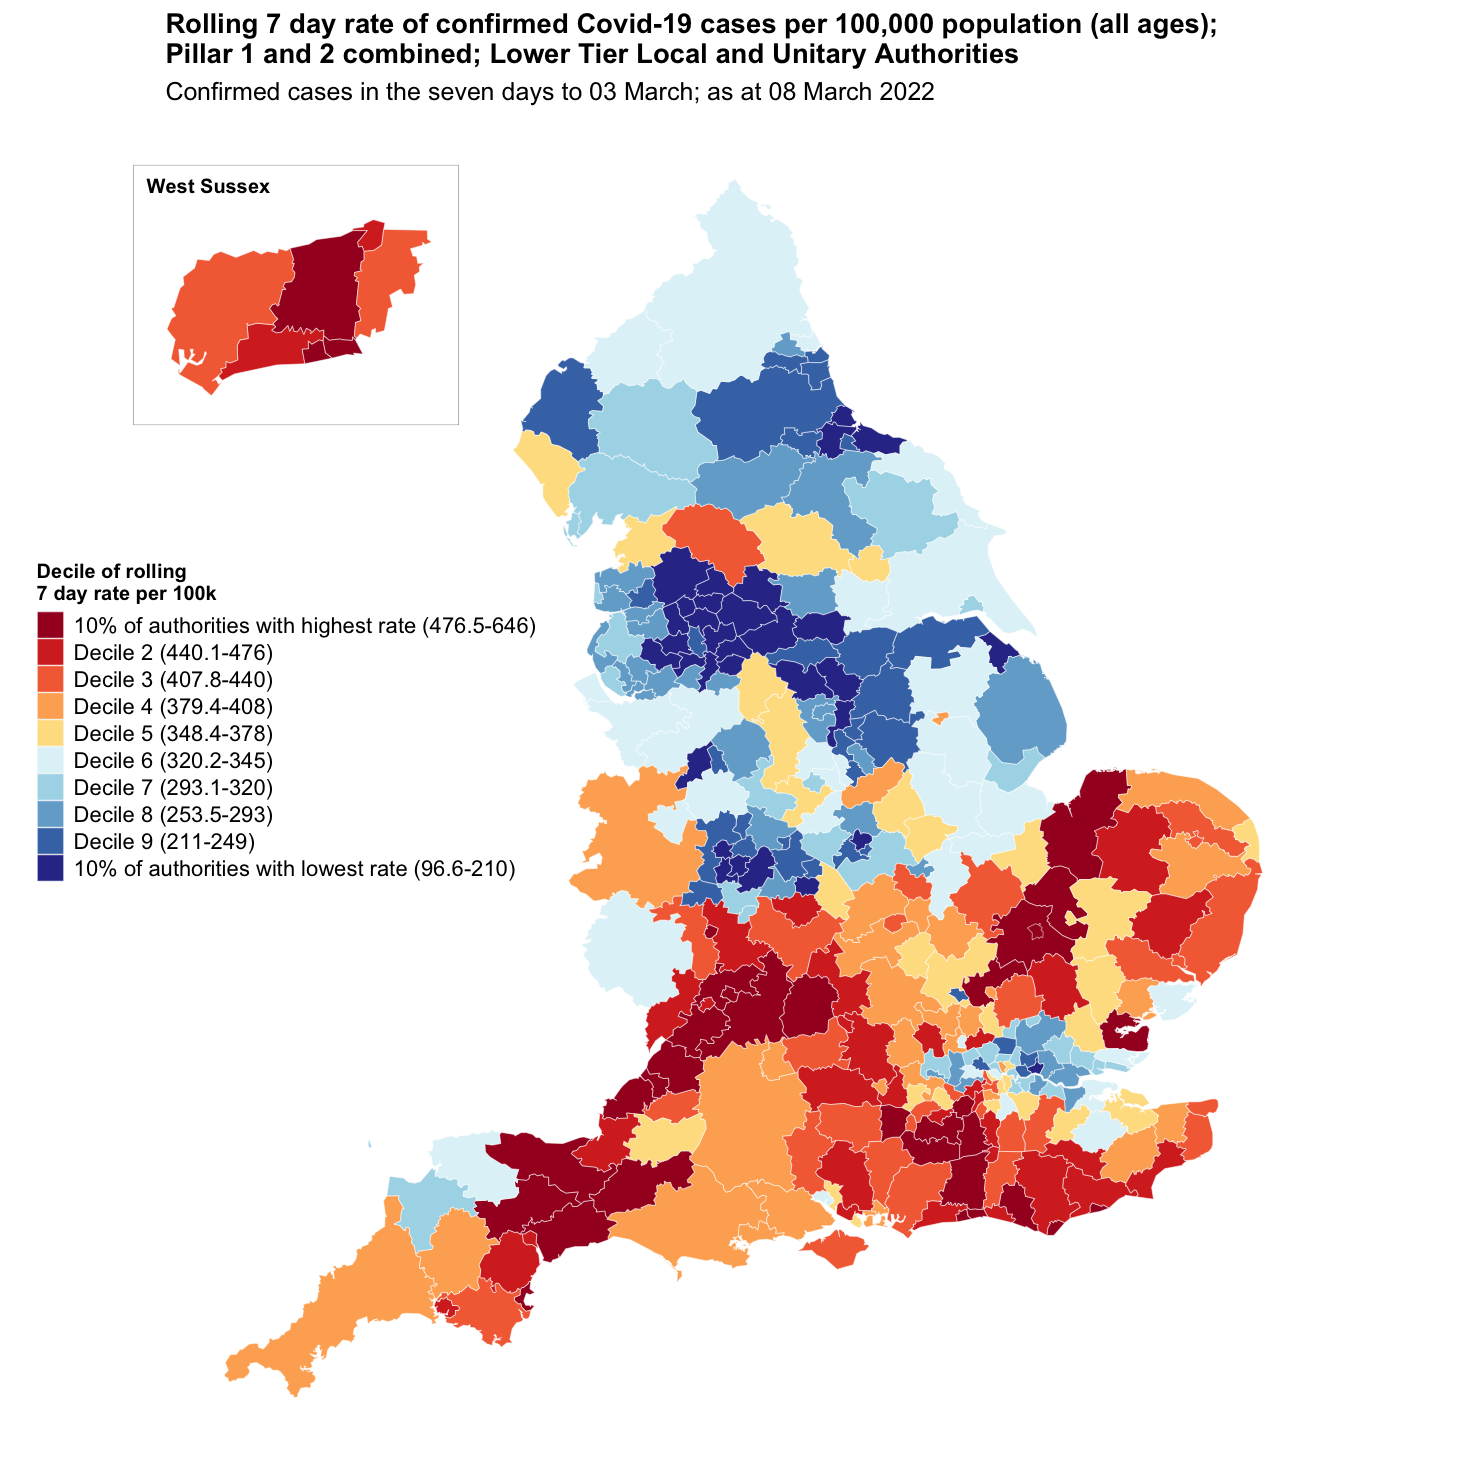 Rolling 7 day rate of confirmed Covid-19 cases per 100,000 population (all ages);
Pillar 1 and 2 combined; Lower Tier Local and Unitary Authorities
Confirmed cases in the seven days to 03 March; as at 08 March 2022
West Sussex
Decile of rolling
7 day rate per 100k
10% of authorities with highest rate (476.5-646)
Decile 2 (440.1-476)
Decile 3 (407.8-440)
Decile 4 (379.4-408)
Decile 5 (348.4-378)
Decile 6 (320.2-345)
Decile 7 (293.1-320)
Decile 8 (253.5-293)
Decile 9 (211-249)
10% of authorities with lowest rate (96.6-210)